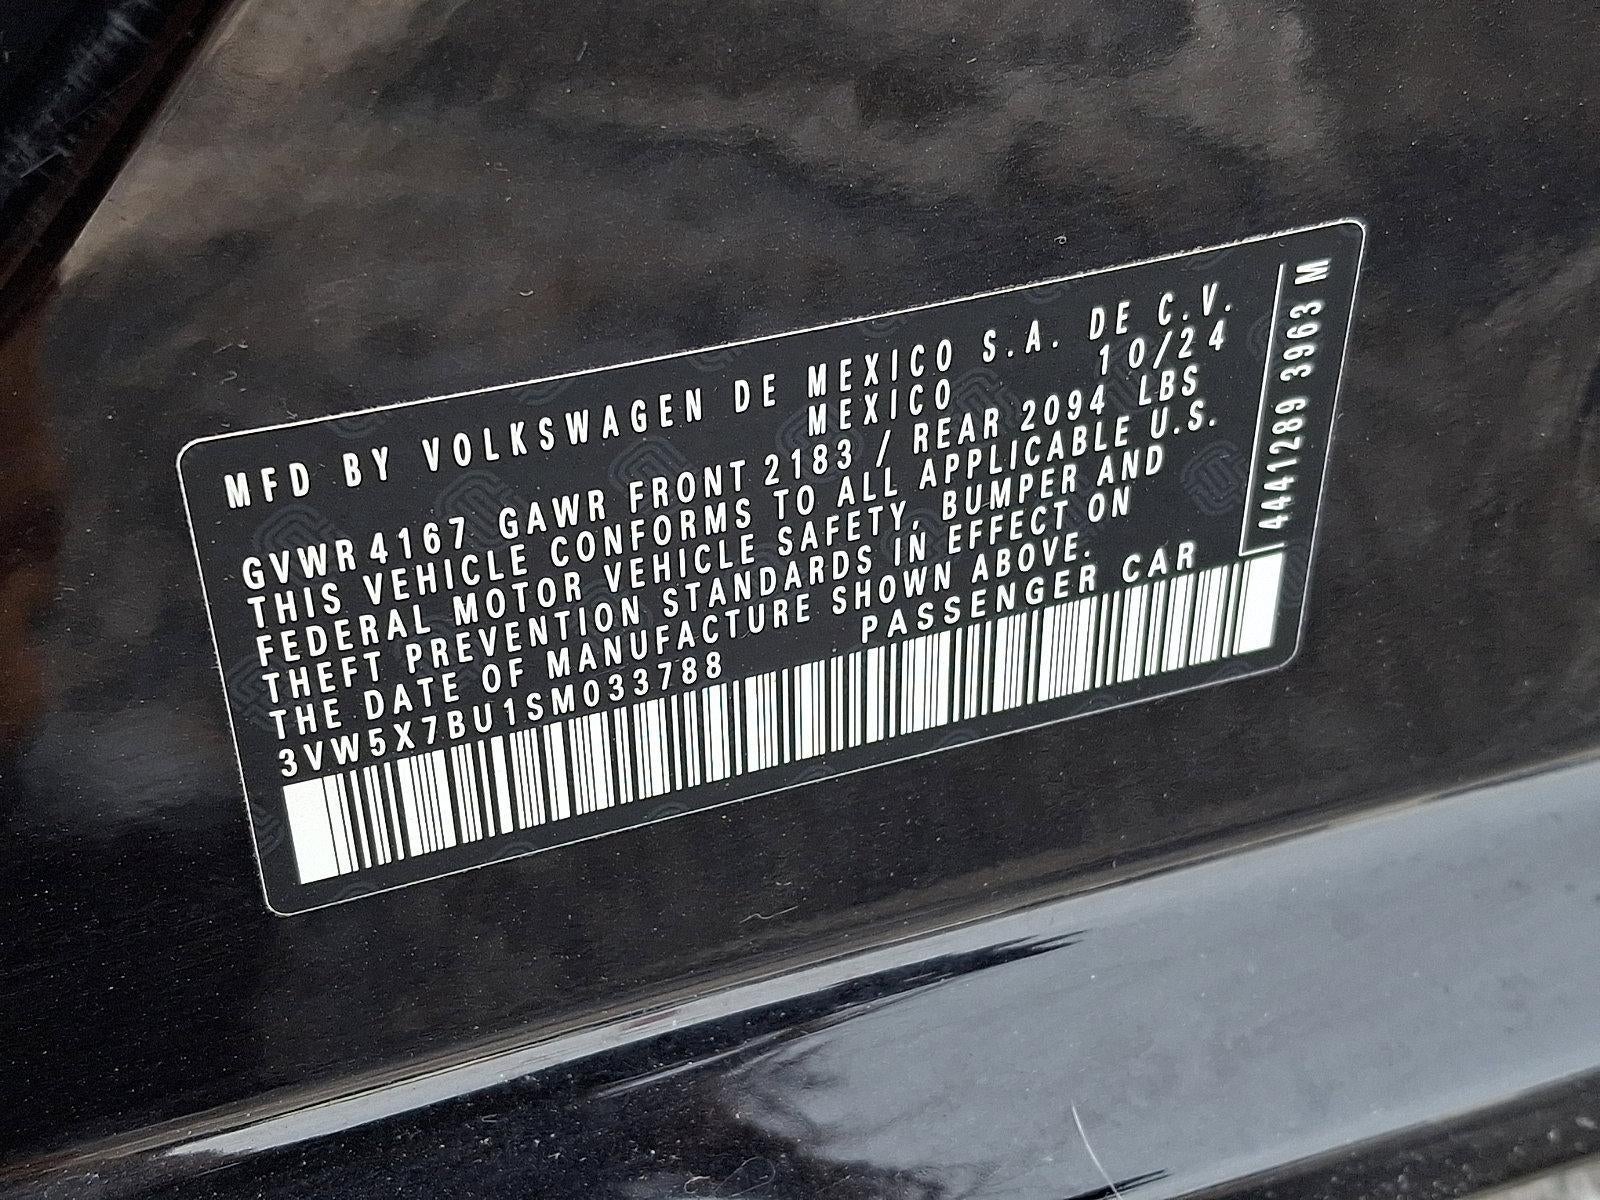 MFD BY VOLKSWAGEN DE MEXICO S.A. DE C.V.
MEXICO 10/24
GVWR 4167 GAWR FRONT 2183 / REAR 2094 LBS
THIS VEHICLE CONFORMS TO ALL APPLICABLE U.S.
FEDERAL MOTOR VEHICLE SAFETY, BUMPER AND
THEFT PREVENTION STANDARDS IN EFFECT ON
THE DATE OF MANUFACTURE SHOWN ABOVE.
3VW5X7BU1SM033788 PASSENGER CAR
4441289 3963 M